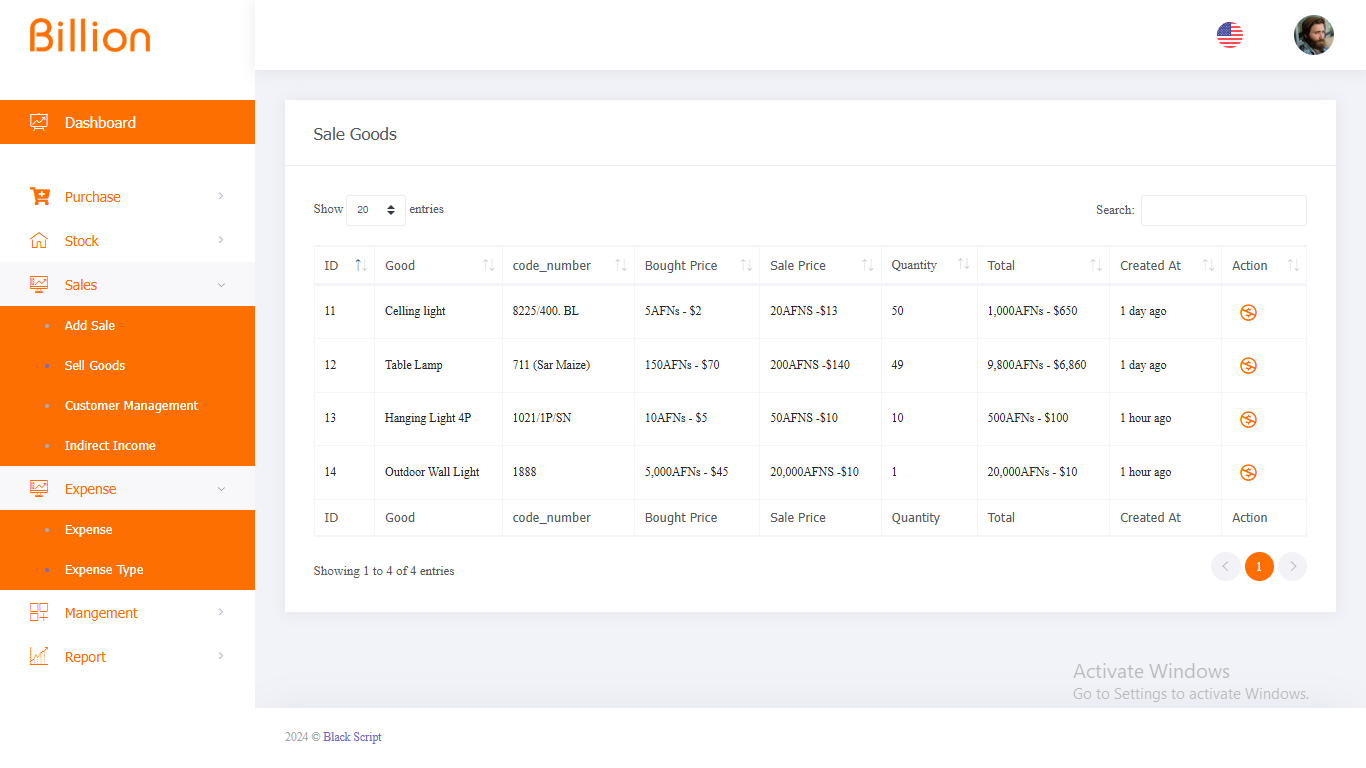 Billion
Dashboard
Purchase
Stock
Sales
Add Sale
Sell Goods
Customer Management
Indirect Income
Expense
Expense
Expense Type
Mangement
Report
Sale Goods
Show 20 entries
Search:
ID Good code_number Bought Price Sale Price Quantity Total Created At Action
11 Celling light 8225/400. BL 5AFNs - $2 20AFNS -$13 50 1,000AFNs - $650 1 day ago
12 Table Lamp 711 (Sar Maize) 150AFNs - $70 200AFNS -$140 49 9,800AFNs - $6,860 1 day ago
13 Hanging Light 4P 1021/1P/SN 10AFNs - $5 50AFNS -$10 10 500AFNs - $100 1 hour ago
14 Outdoor Wall Light 1888 5,000AFNs - $45 20,000AFNS -$10 1 20,000AFNs - $10 1 hour ago
ID Good code_number Bought Price Sale Price Quantity Total Created At Action
Showing 1 to 4 of 4 entries
1
Activate Windows
Go to Settings to activate Windows.
2024 © Black Script